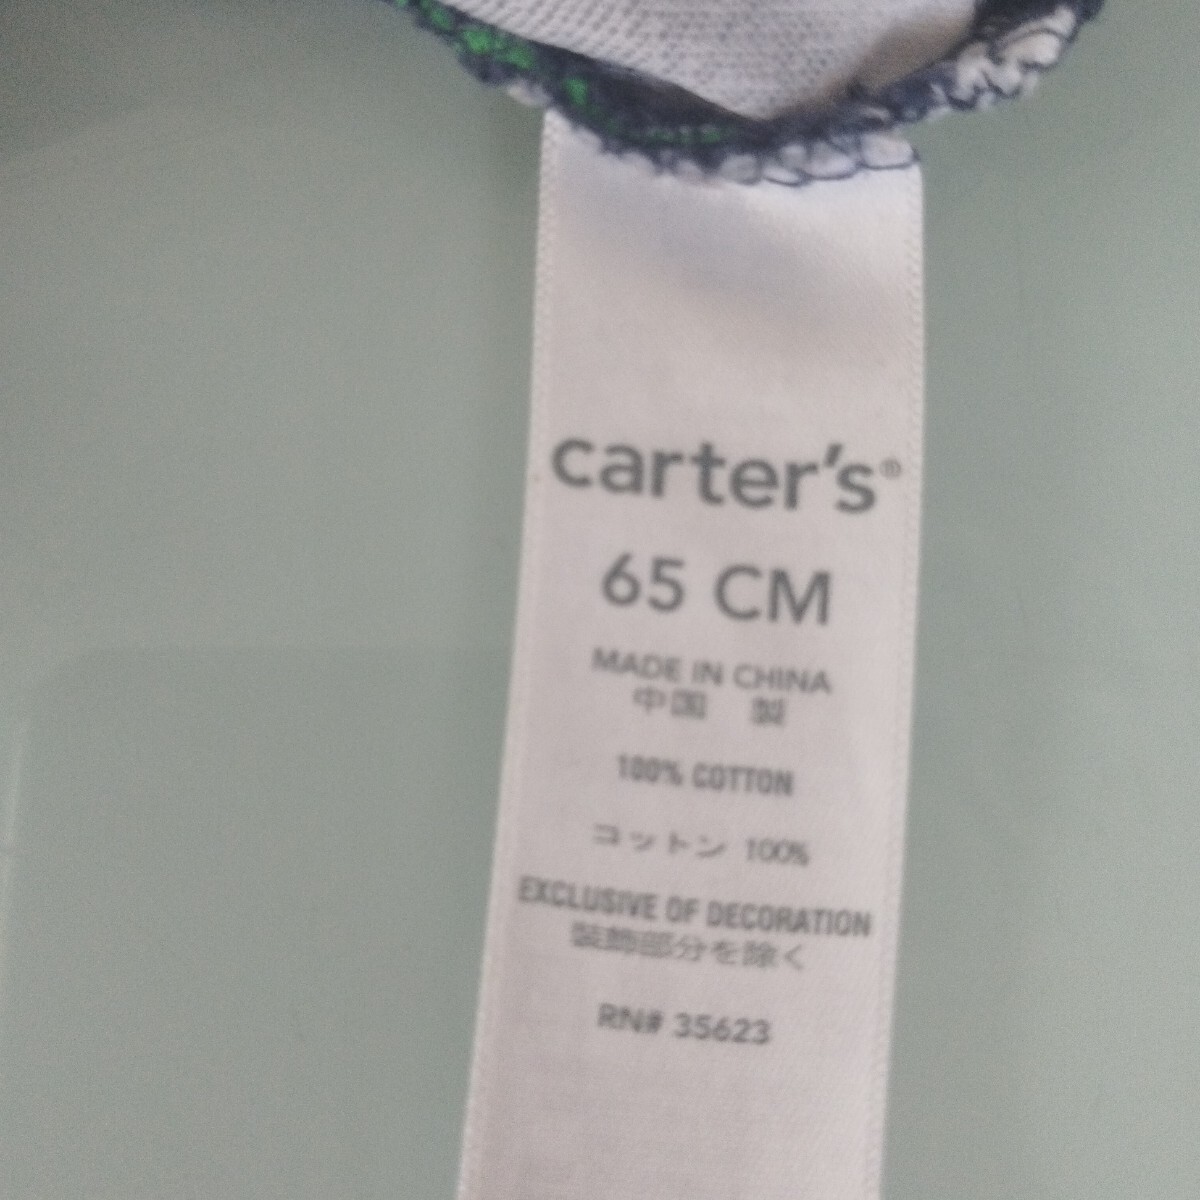 carter's®
65 CM
MADE IN CHINA
中国 製
100% COTTON
コットン 100%
EXCLUSIVE OF DECORATION
装飾部分を除く
RN# 35623